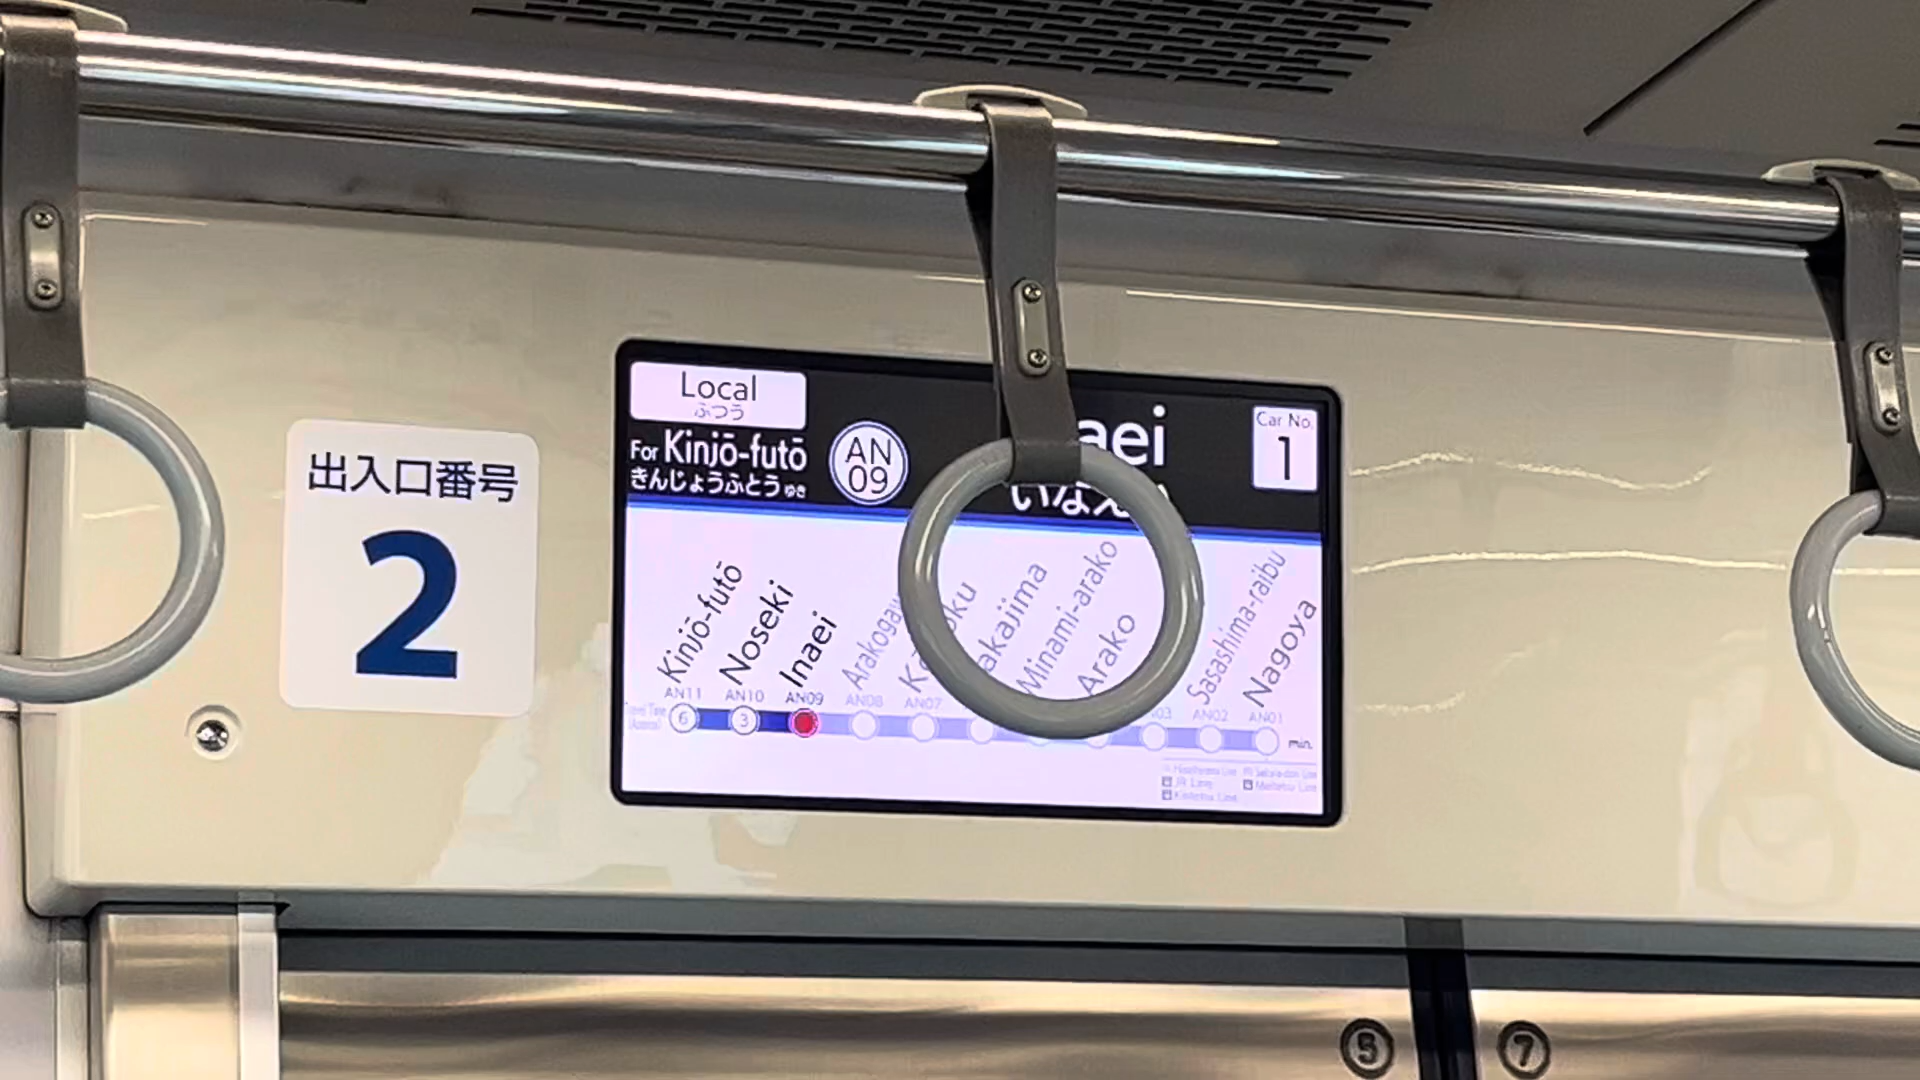 出入口番号
2
Local
ふつう
For Kinjō-futō
きんじょうふとうゆき
AN
09
Car No.
1
Kinjō-futō
Noseki
Inaei
Minami-arako
Arako
Sasashima-raibu
Nagoya
AN11
AN10
AN09
AN08
AN07
AN02
AN01
6
3
min.
JR Line
5
7